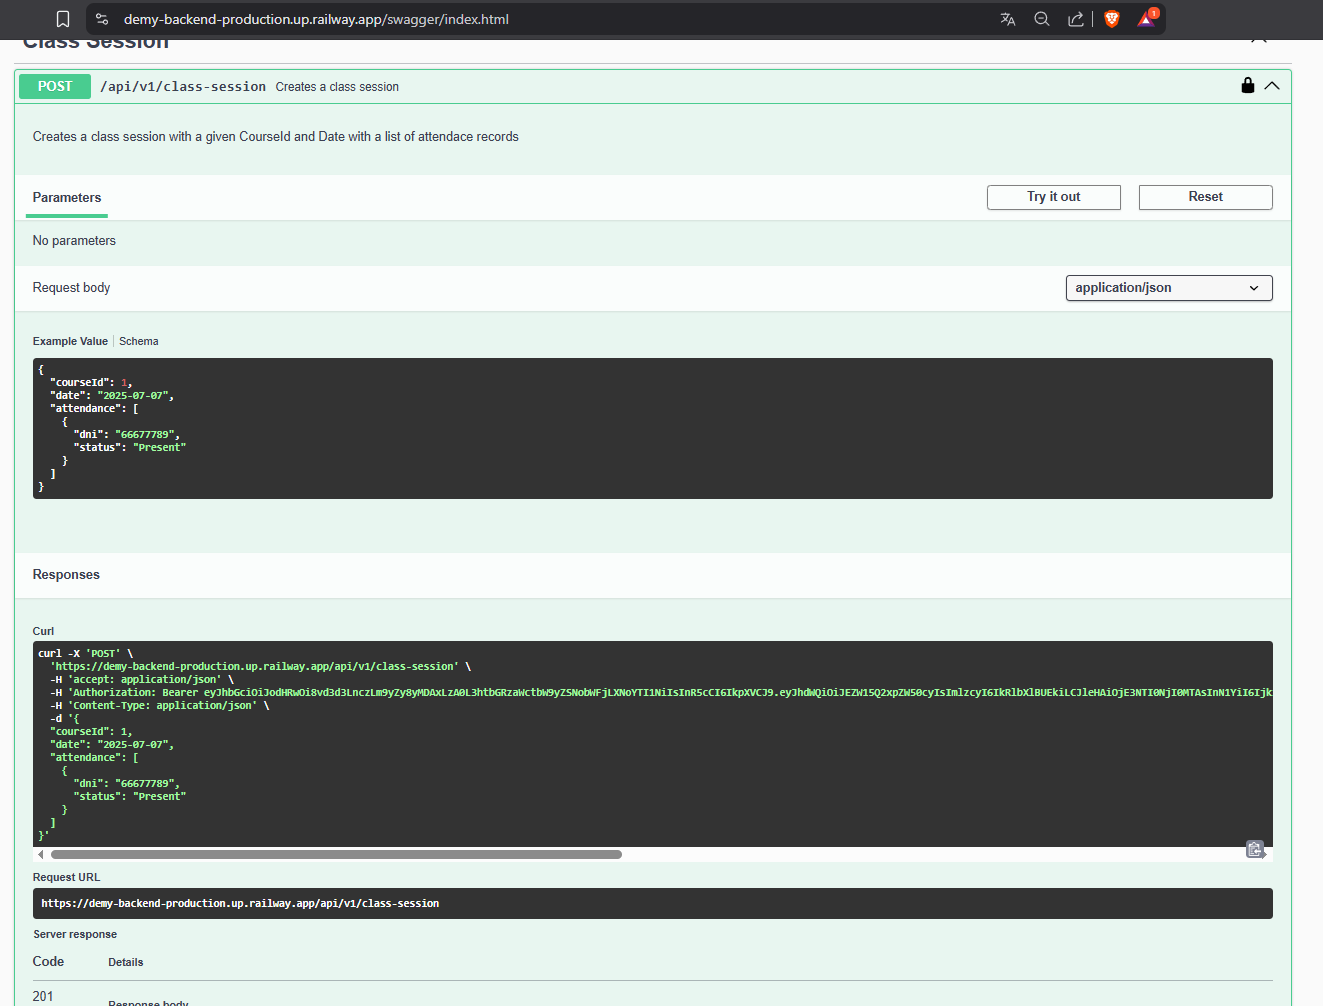 demy-backend-production.up.railway.app/swagger/index.html
1
Class Session
POST /api/v1/class-session Creates a class session
Creates a class session with a given CourseId and Date with a list of attendace records
Parameters
Try it out
Reset
No parameters
Request body
application/json
Example Value | Schema
{
"courseId": 1,
"date": "2025-07-07",
"attendance": [
{
"dni": "66677789",
"status": "Present"
}
]
}
Responses
Curl
curl -X 'POST' \
'https://demy-backend-production.up.railway.app/api/v1/class-session' \
-H 'accept: application/json' \
-H 'Authorization: Bearer
-H 'Content-Type: application/json' \
-d '{
"courseId": 1,
"date": "2025-07-07",
"attendance": [
{
"dni": "66677789",
"status": "Present"
}
]
}'
Request URL
https://demy-backend-production.up.railway.app/api/v1/class-session
Server response
Code Details
201
Response body